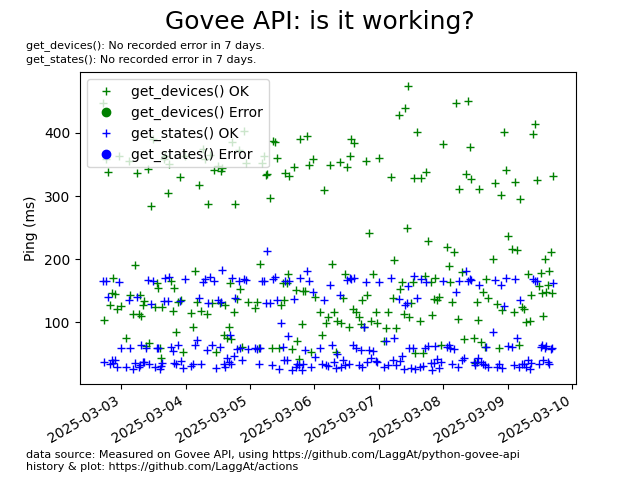 Govee API: is it working?
get_devices(): No recorded error in 7 days.
get_states(): No recorded error in 7 days.
get_devices() OK
get_devices() Error
get_states() OK
get_states() Error
Ping (ms)
400
300
200
100
2025-03-03
2025-03-04
2025-03-05
2025-03-06
2025-03-07
2025-03-08
2025-03-09
2025-03-10
data source: Measured on Govee API, using https://github.com/LaggAt/python-govee-api
history & plot: https://github.com/LaggAt/actions